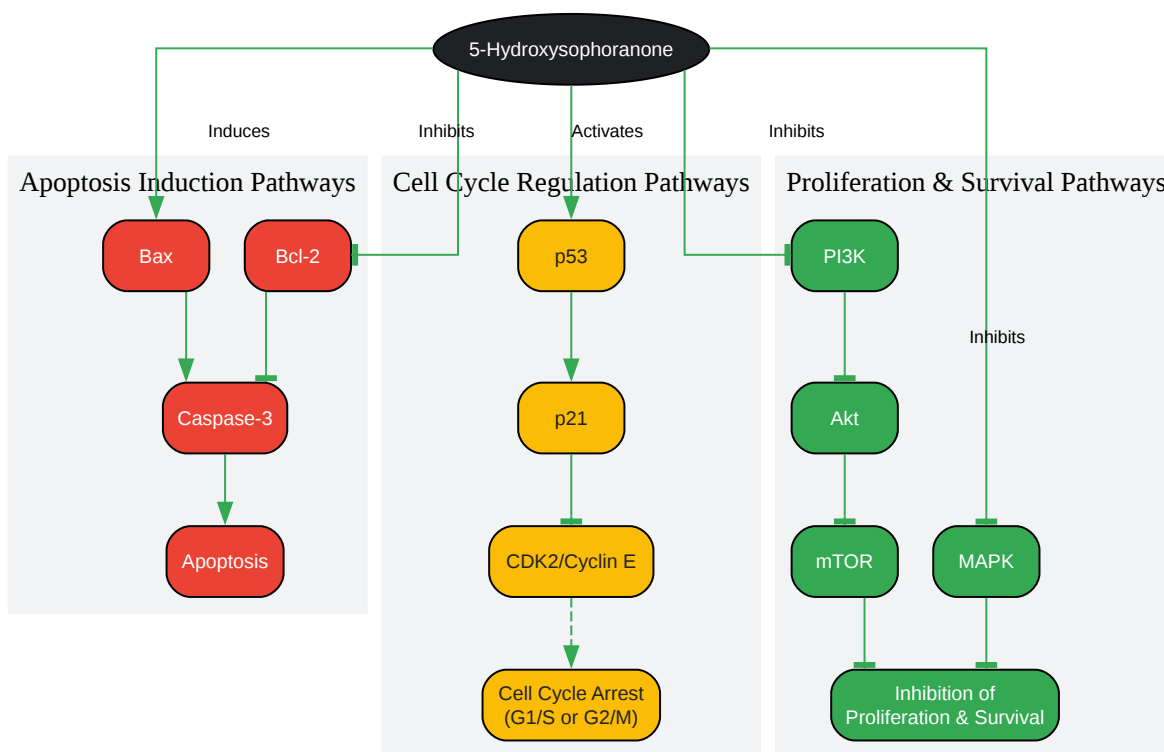 5-Hydroxysophoranone
Induces
Inhibits
Activates
Inhibits
Apoptosis Induction Pathways
Cell Cycle Regulation Pathways
Proliferation & Survival Pathways
Bax
Bcl-2
p53
PI3K
Inhibits
Caspase-3
p21
Akt
Apoptosis
CDK2/Cyclin E
mTOR
MAPK
Cell Cycle Arrest
(G1/S or G2/M)
Inhibition of
Proliferation & Survival